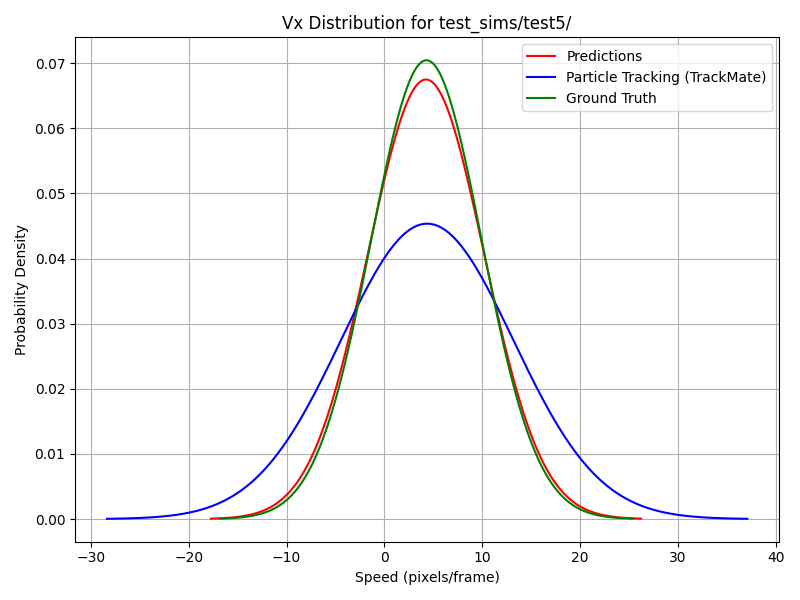 Vx Distribution for test_sims/test5/
Predictions
Particle Tracking (TrackMate)
Ground Truth
Probability Density
0.07
0.06
0.05
0.04
0.03
0.02
0.01
0.00
−30 −20 −10 0 10 20 30 40
Speed (pixels/frame)